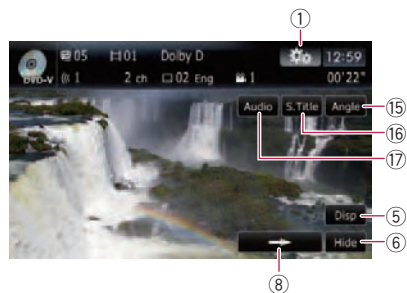 ①
05 01 Dolby D 12:59
DVD-V 1 2 ch 02 Eng 1 00'22"
Audio S.Title Angle ⑮
⑯
⑰
Disp ⑤
Hide ⑥
⑧